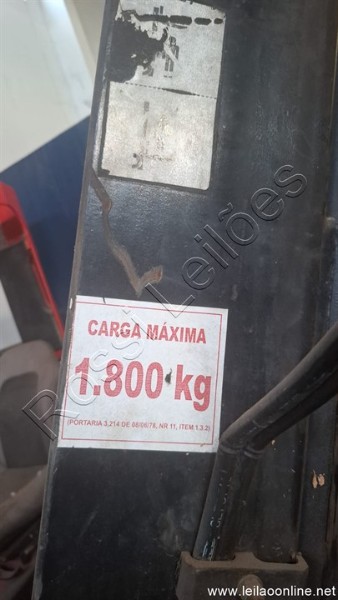 CARGA MÁXIMA
1.800 kg
(PORTARIA 3.214 DE 08/06/78, NR 11, ITEM 1.3.2)
Rossi Leilões
www.leilaoonline.net